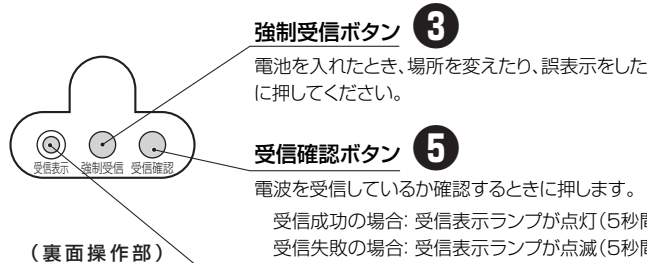 強制受信ボタン 3
電池を入れたとき、場所を変えたり、誤表示をした
に押してください。
受信表示 強制受信 受信確認
受信確認ボタン 5
電波を受信しているか確認するときに押します。
受信成功の場合: 受信表示ランプが点灯(5秒間
受信失敗の場合: 受信表示ランプが点滅(5秒間
(裏面操作部)